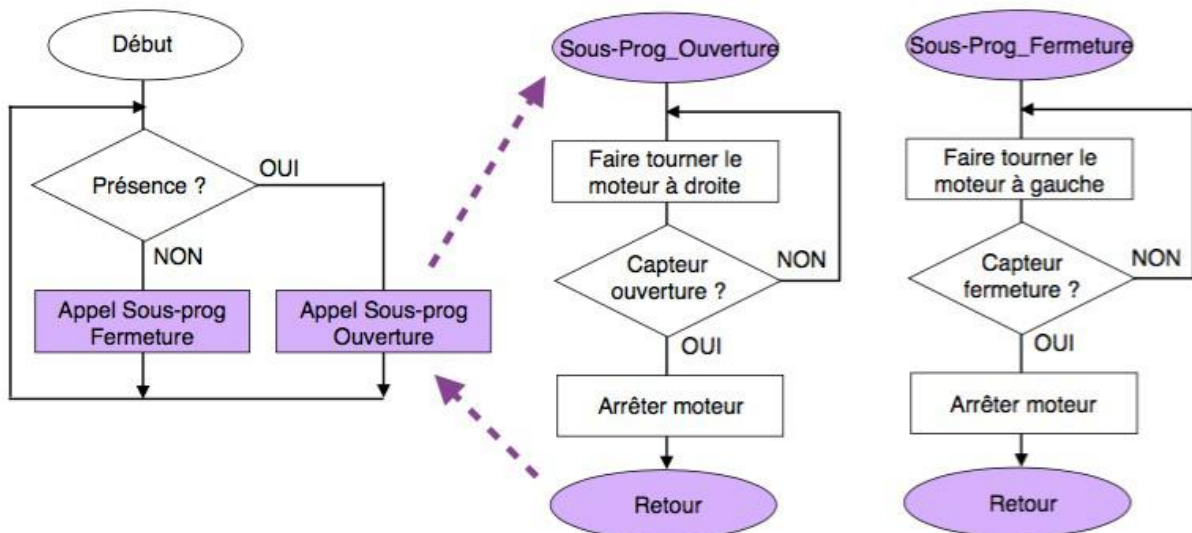 Début
Présence ?
OUI
NON
Appel Sous-prog
Fermeture
Appel Sous-prog
Ouverture
Sous-Prog_Ouverture
Faire tourner le
moteur à droite
Capteur
ouverture ?
NON
OUI
Arrêter moteur
Retour
Sous-Prog_Fermeture
Faire tourner le
moteur à gauche
Capteur
fermeture ?
NON
OUI
Arrêter moteur
Retour